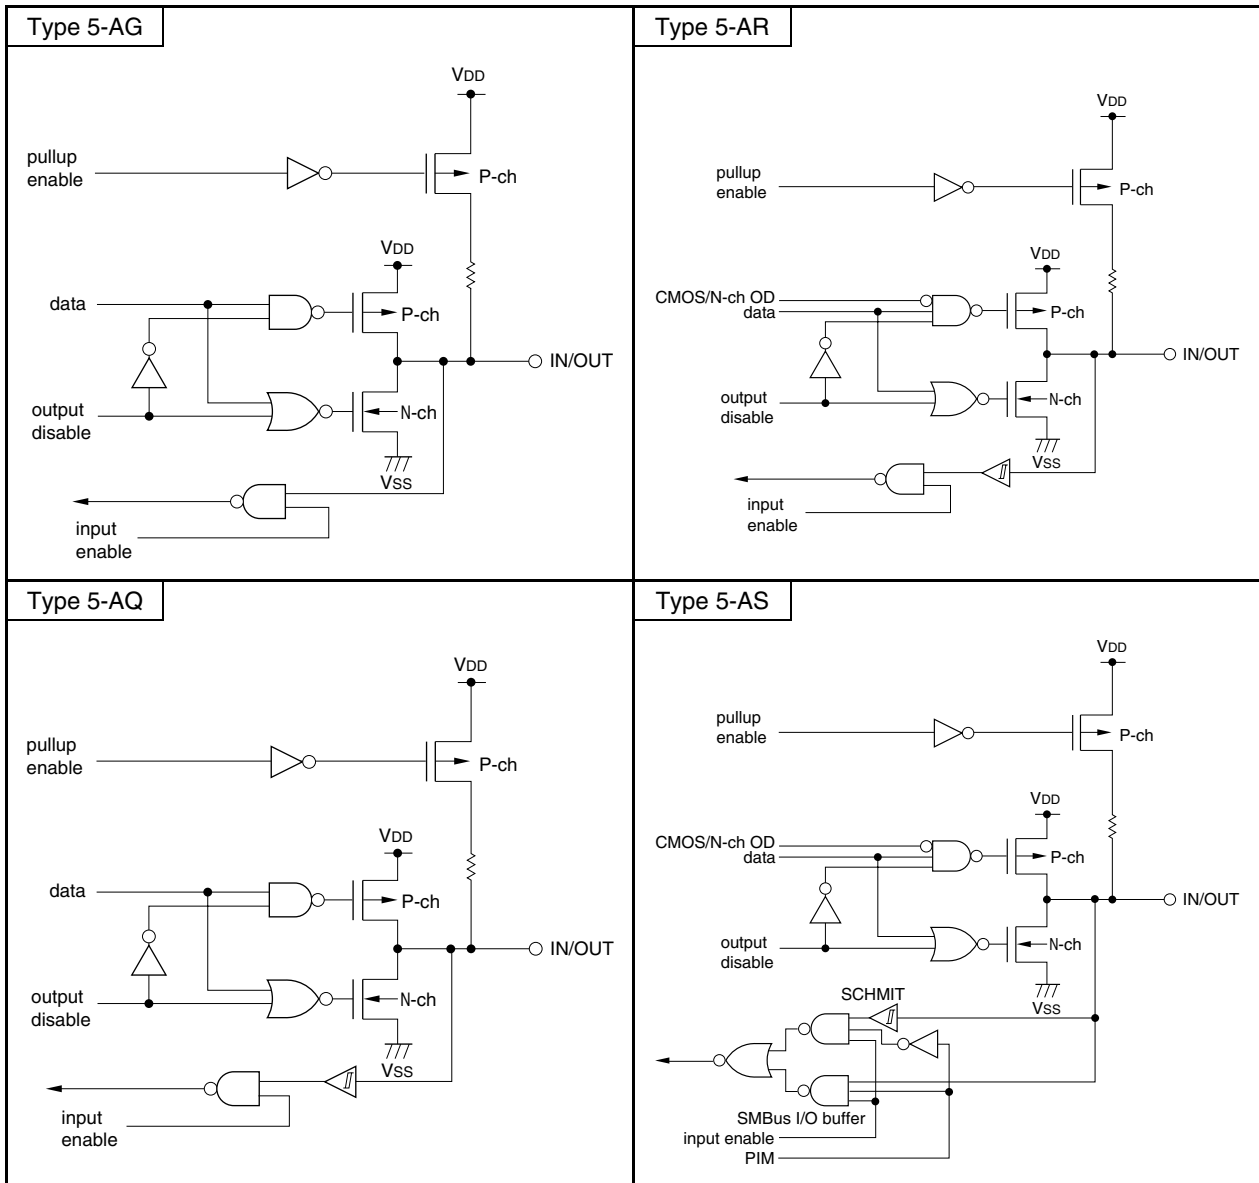 Type 5-AG
VDD
pullup
enable
P-ch
VDD
data
P-ch
IN/OUT
output
disable
N-ch
VSS
input
enable
Type 5-AR
VDD
pullup
enable
P-ch
VDD
CMOS/N-ch OD
data
P-ch
IN/OUT
output
disable
N-ch
VSS
input
enable
Type 5-AQ
VDD
pullup
enable
P-ch
VDD
data
P-ch
IN/OUT
output
disable
N-ch
VSS
input
enable
Type 5-AS
VDD
pullup
enable
P-ch
VDD
CMOS/N-ch OD
data
P-ch
IN/OUT
output
disable
N-ch
VSS
SCHMIT
SMBus I/O buffer
input enable
PIM